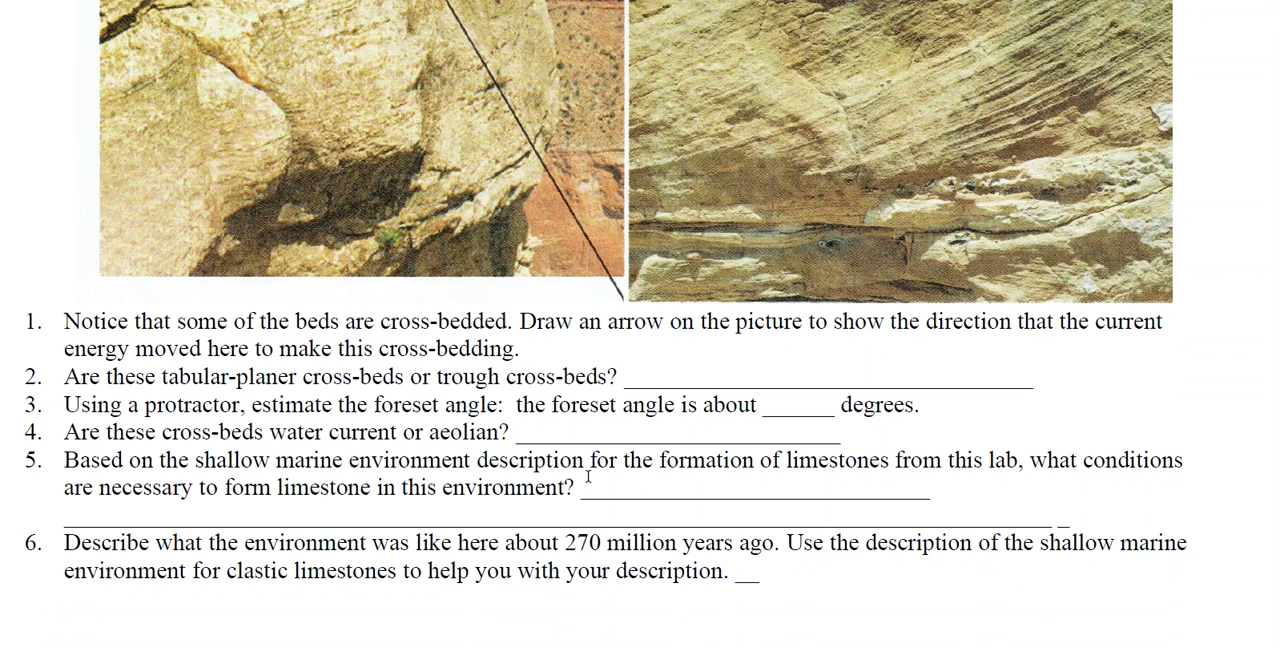 1. Notice that some of the beds are cross-bedded. Draw an arrow on the picture to show the direction that the current
energy moved here to make this cross-bedding.
2. Are these tabular-planer cross-beds or trough cross-beds? ____________________
3. Using a protractor, estimate the foreset angle:  the foreset angle is about ______ degrees.
4. Are these cross-beds water current or aeolian? ____________________
5. Based on the shallow marine environment description for the formation of limestones from this lab, what conditions
are necessary to form limestone in this environment? ____________________
____________________ _
6. Describe what the environment was like here about 270 million years ago. Use the description of the shallow marine
environment for clastic limestones to help you with your description. __